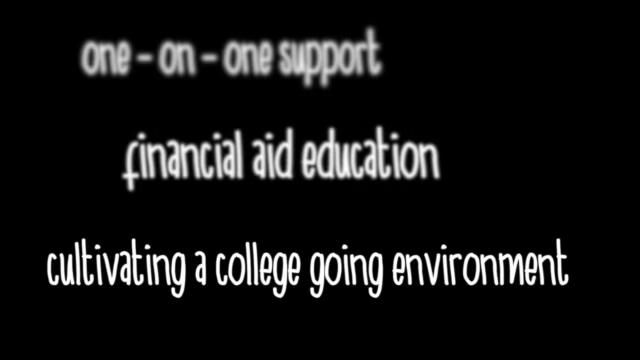 one - on - one support
financial aid education
cultivating a college going environment